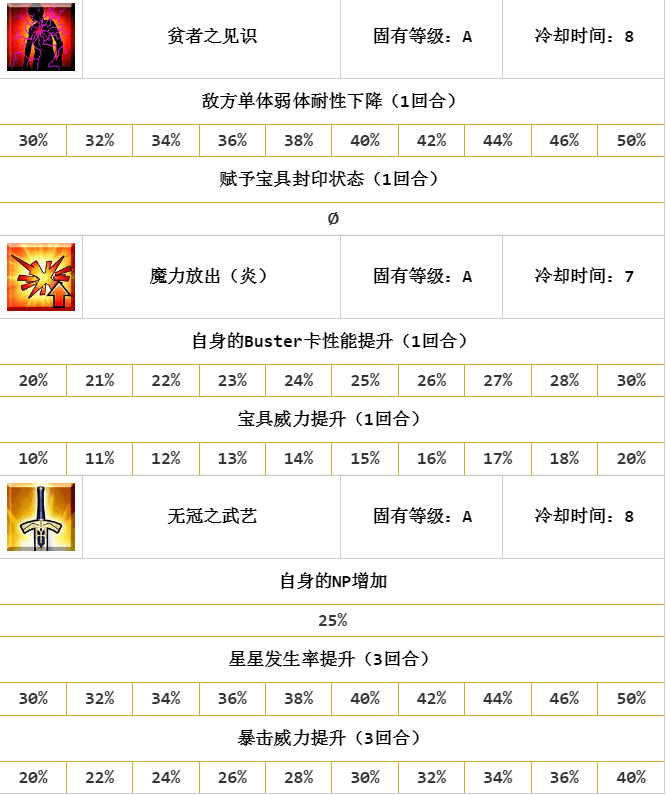 贫者之见识 固有等级：A 冷却时间：8
敌方单体弱体耐性下降（1回合）
30% 32% 34% 36% 38% 40% 42% 44% 46% 50%
赋予宝具封印状态（1回合）
Ø
魔力放出（炎） 固有等级：A 冷却时间：7
自身的Buster卡性能提升（1回合）
20% 21% 22% 23% 24% 25% 26% 27% 28% 30%
宝具威力提升（1回合）
10% 11% 12% 13% 14% 15% 16% 17% 18% 20%
无冠之武艺 固有等级：A 冷却时间：8
自身的NP增加
25%
星星发生率提升（3回合）
30% 32% 34% 36% 38% 40% 42% 44% 46% 50%
暴击威力提升（3回合）
20% 22% 24% 26% 28% 30% 32% 34% 36% 40%